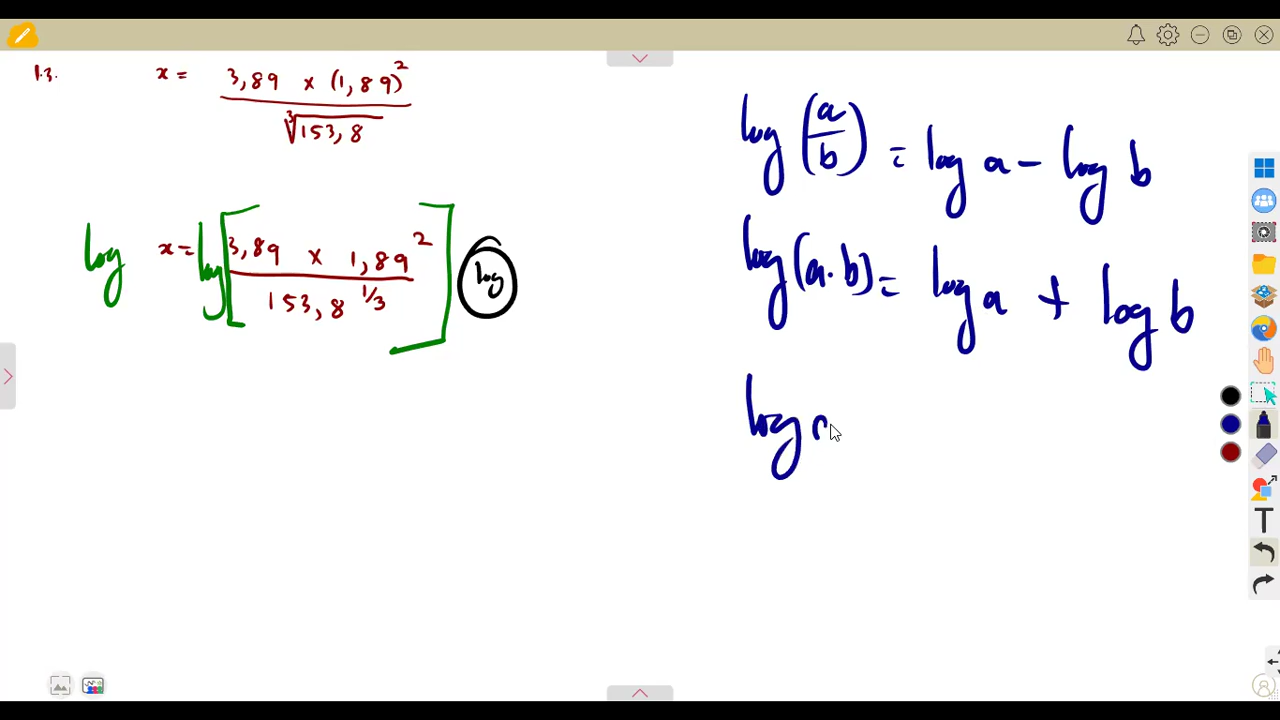 1.3. x = 3,89 x (1,89)² / ∛153,8
log x = log [3,89 x 1,89² / 153,8^1/3] log
log (a/b) = log a - log b
log (a.b) = log a + log b
log
T